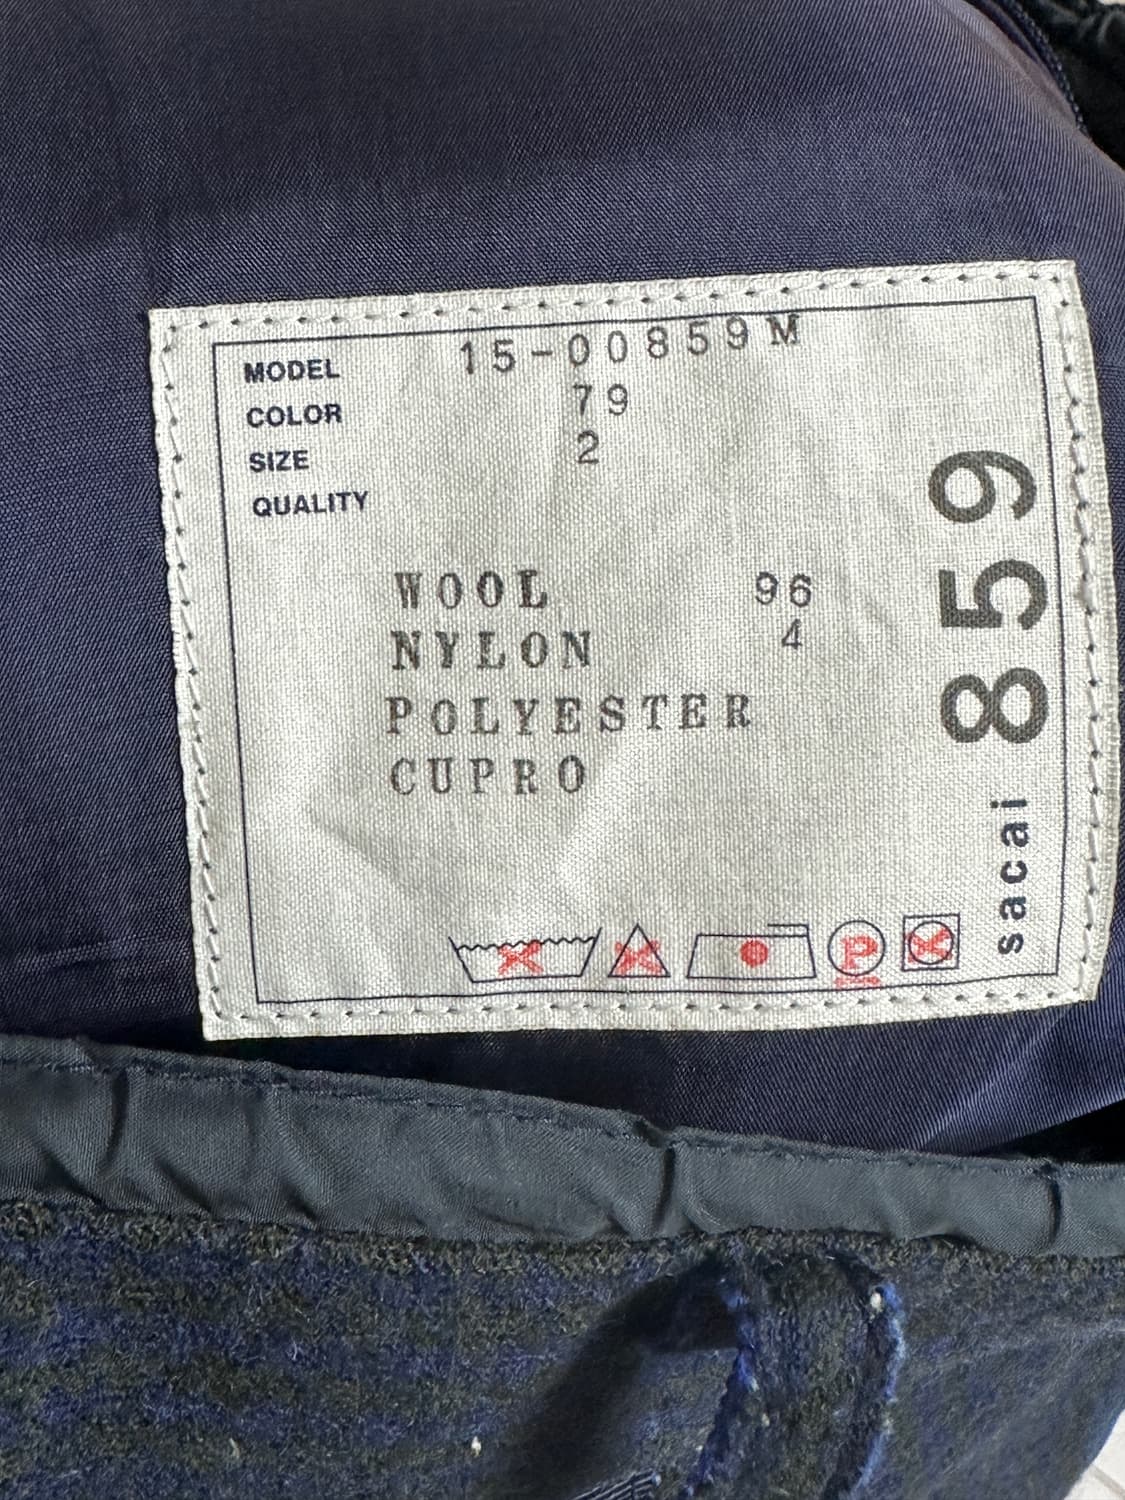 MODEL 15-00859M
COLOR 79
SIZE 2
QUALITY
WOOL 96
NYLON 4
POLYESTER
CUPRO
P
sacai 859